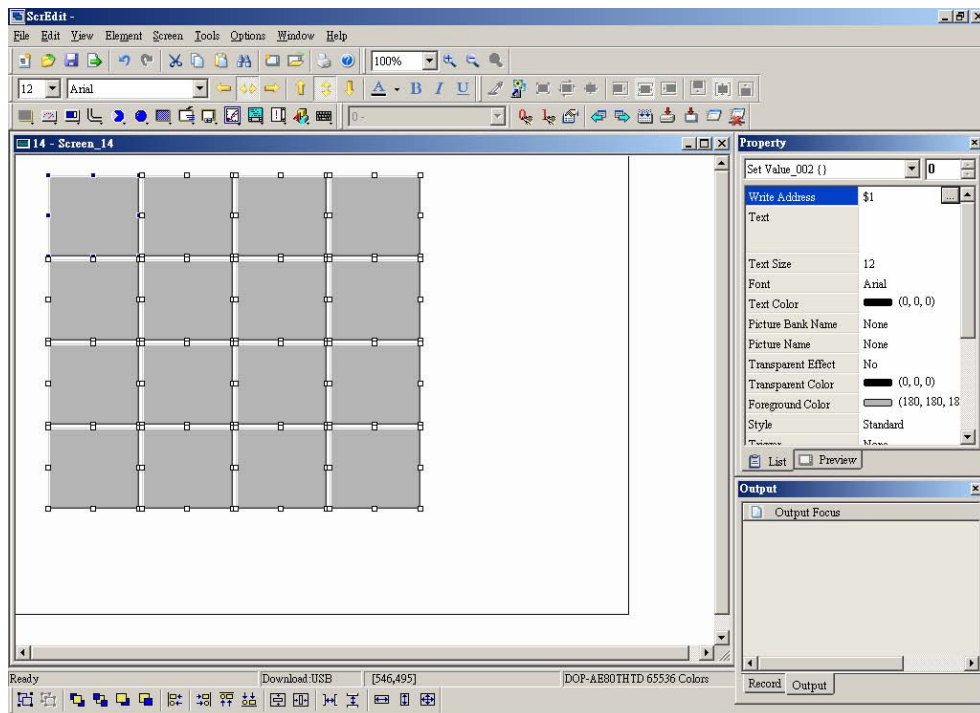 ScrEdit -
File Edit View Element Screen Tools Options Window Help
100%
12 Arial A B I U
0 -
14 - Screen_14
Property
Set Value_002 {} 0
Write Address $1 ...
Text
Text Size 12
Font Arial
Text Color (0, 0, 0)
Picture Bank Name None
Picture Name None
Transparent Effect No
Transparent Color (0, 0, 0)
Foreground Color (180, 180, 18
Style Standard
Trigger None
List Preview
Output
Output Focus
Record Output
Ready Download:USB [546,495] DOP-AE80THTD 65536 Colors